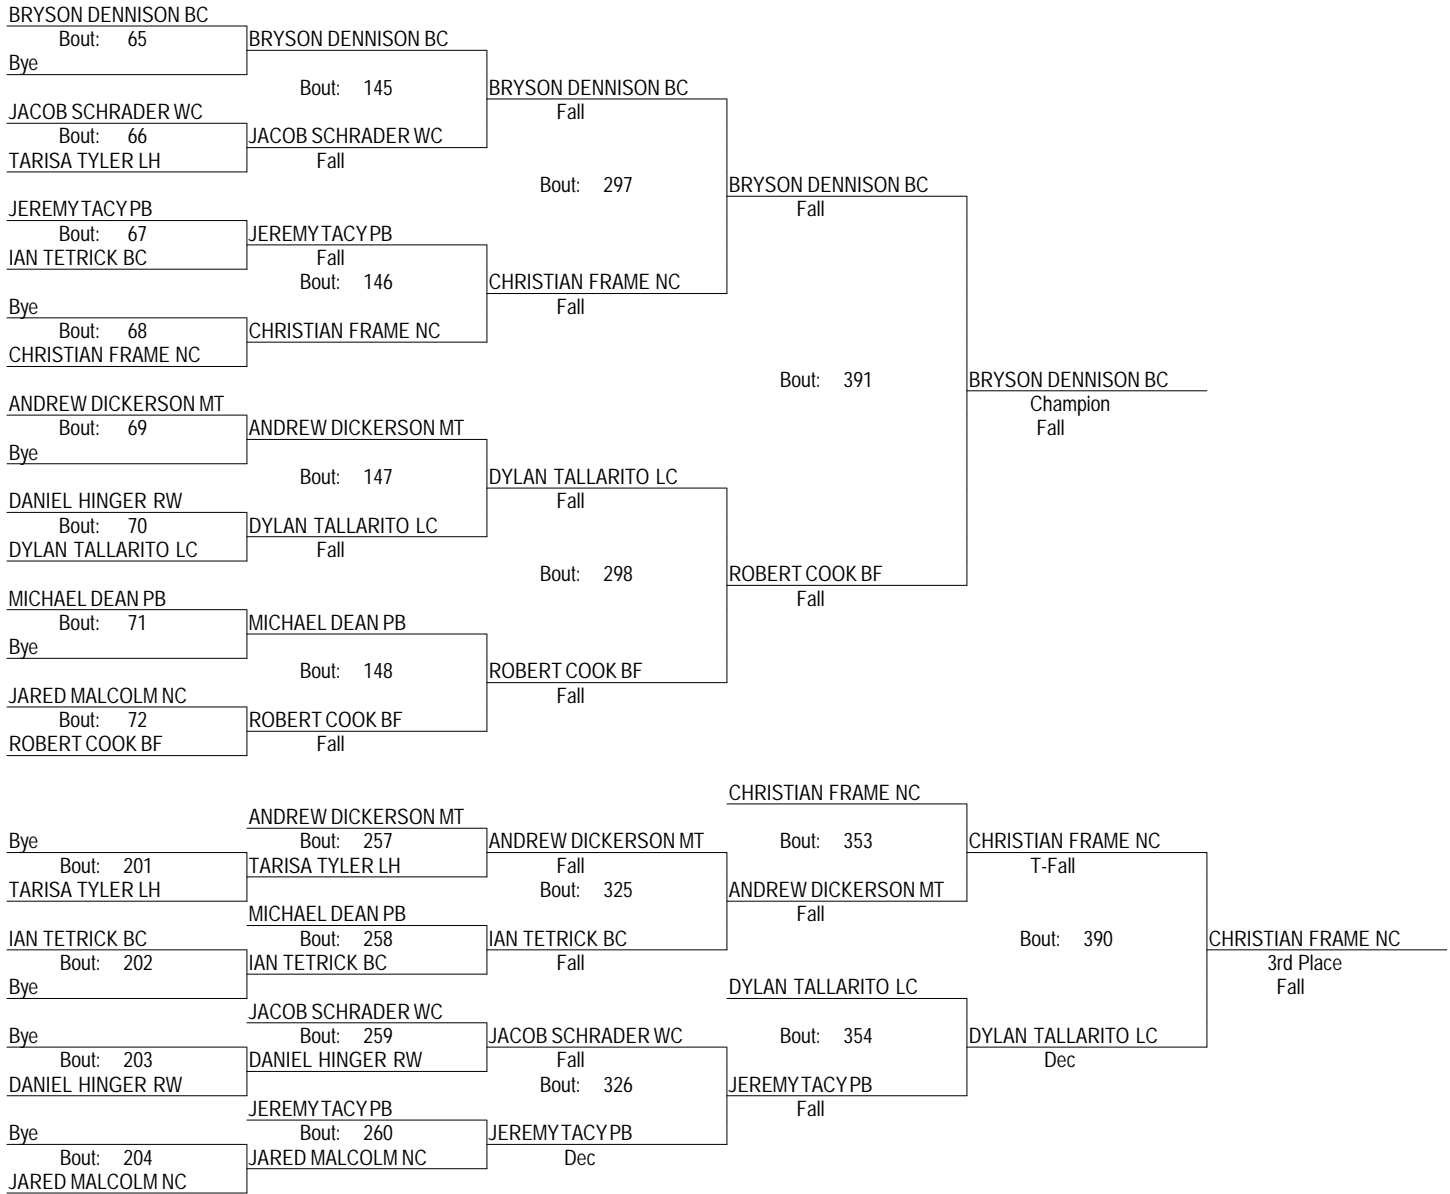 BRYSON DENNISON BC
Bout: 65 BRYSON DENNISON BC
Bye
Bout: 145 BRYSON DENNISON BC
JACOB SCHRADER WC Fall
Bout: 66 JACOB SCHRADER WC
TARISA TYLER LH Fall
Bout: 297 BRYSON DENNISON BC
JEREMY TACY PB Fall
Bout: 67 JEREMY TACY PB
IAN TETRICK BC Fall
Bout: 146 CHRISTIAN FRAME NC
Bye Fall
Bout: 68 CHRISTIAN FRAME NC
CHRISTIAN FRAME NC
Bout: 391 BRYSON DENNISON BC
ANDREW DICKERSON MT Champion
Bout: 69 ANDREW DICKERSON MT Fall
Bye
Bout: 147 DYLAN TALLARITO LC
DANIEL HINGER RW Fall
Bout: 70 DYLAN TALLARITO LC
DYLAN TALLARITO LC Fall
Bout: 298 ROBERT COOK BF
MICHAEL DEAN PB Fall
Bout: 71 MICHAEL DEAN PB
Bye
Bout: 148 ROBERT COOK BF
JARED MALCOLM NC Fall
Bout: 72 ROBERT COOK BF
ROBERT COOK BF Fall
CHRISTIAN FRAME NC
ANDREW DICKERSON MT
Bye Bout: 257 ANDREW DICKERSON MT Bout: 353 CHRISTIAN FRAME NC
Bout: 201 TARISA TYLER LH Fall T-Fall
TARISA TYLER LH Bout: 325 ANDREW DICKERSON MT
MICHAEL DEAN PB Fall
IAN TETRICK BC Bout: 258 IAN TETRICK BC Bout: 390 CHRISTIAN FRAME NC
Bout: 202 IAN TETRICK BC Fall 3rd Place
Bye DYLAN TALLARITO LC Fall
JACOB SCHRADER WC
Bye Bout: 259 JACOB SCHRADER WC Bout: 354 DYLAN TALLARITO LC
Bout: 203 DANIEL HINGER RW Fall Dec
DANIEL HINGER RW Bout: 326 JEREMY TACY PB
JEREMY TACY PB Fall
Bye Bout: 260 JEREMY TACY PB
Bout: 204 JARED MALCOLM NC Dec
JARED MALCOLM NC